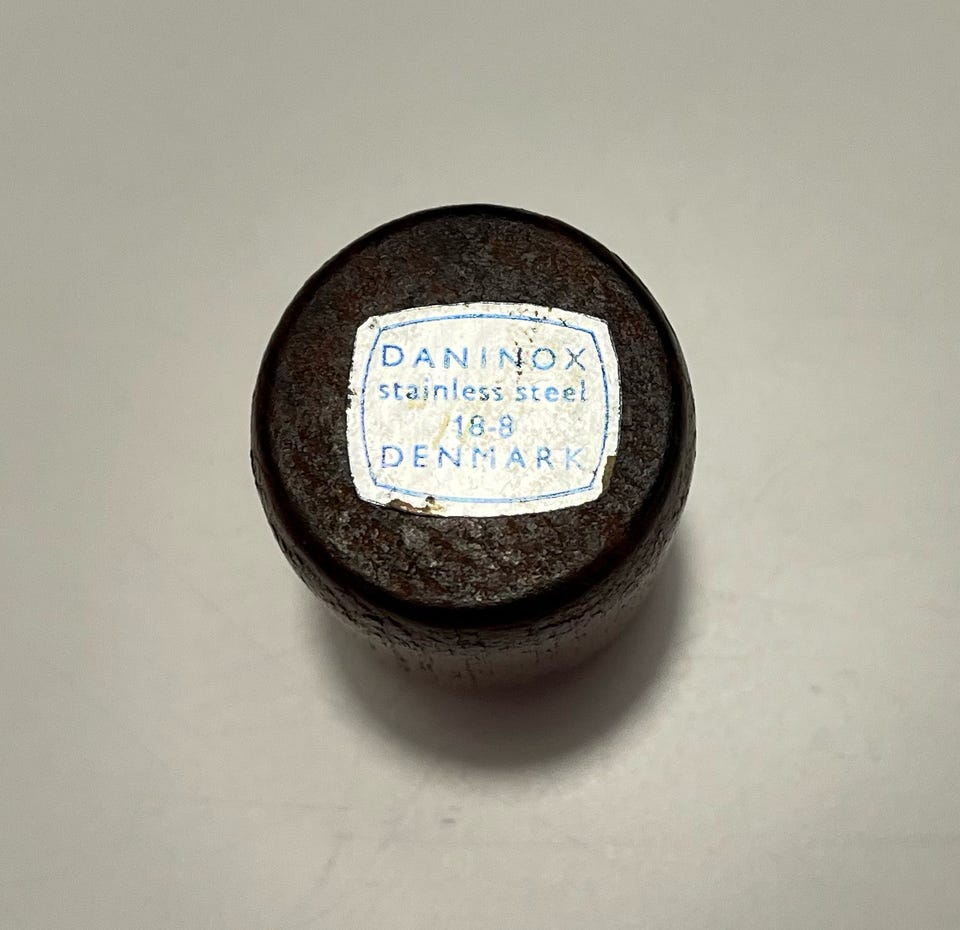 DANINOX
stainless steel
18-8
DENMARK